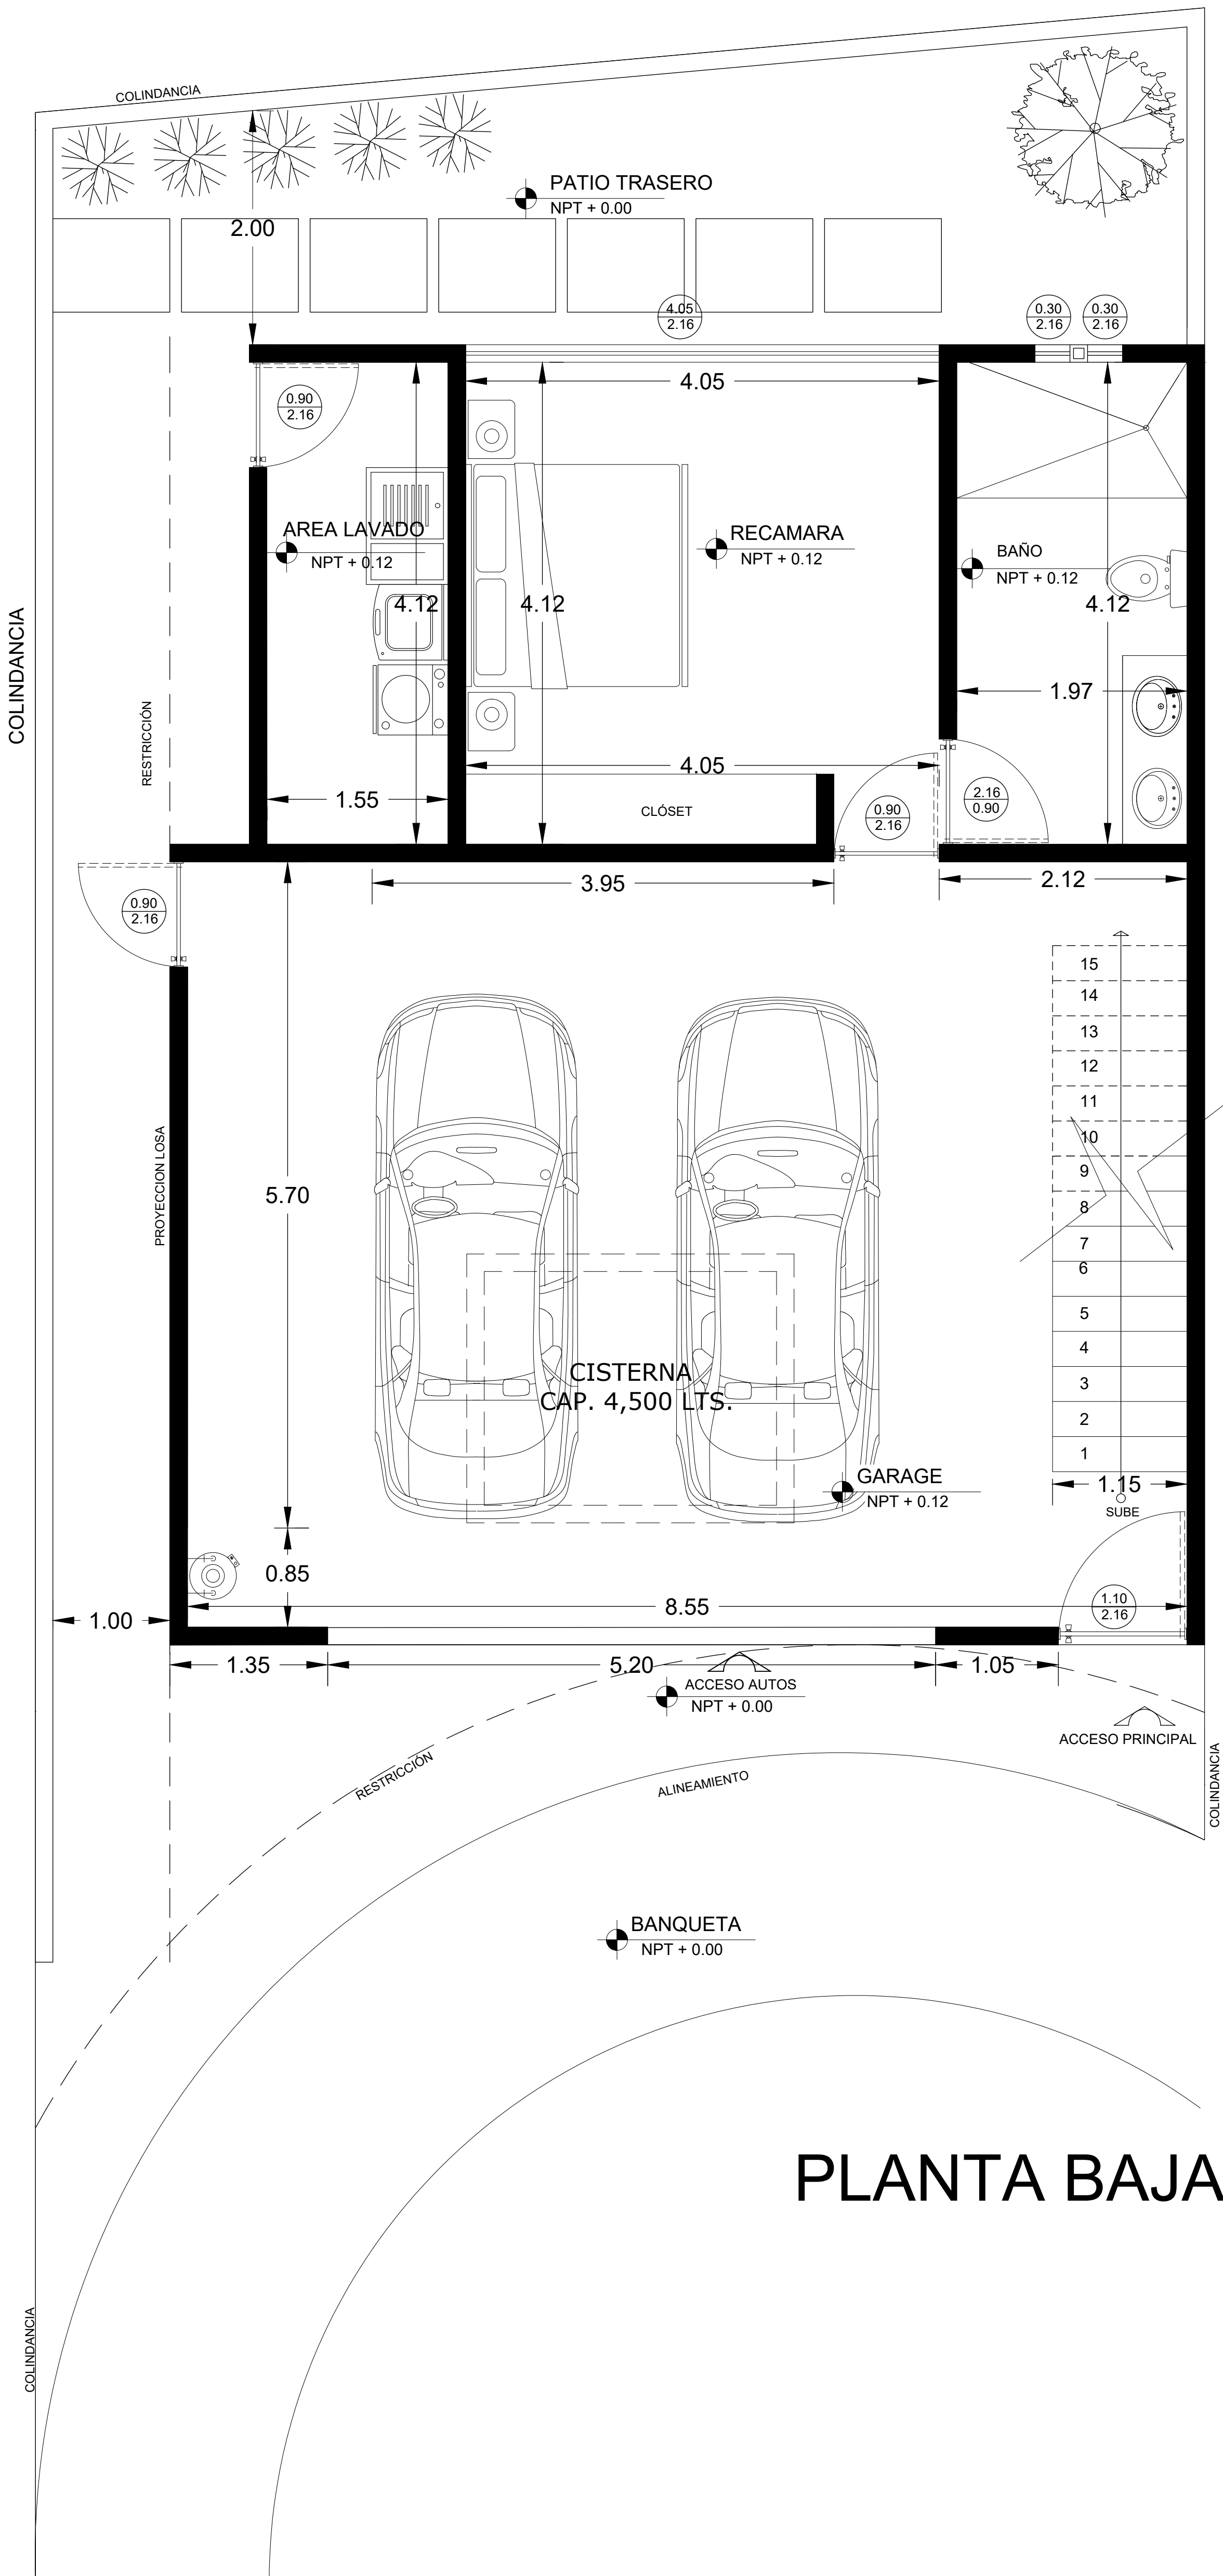 COLINDANCIA
PATIO TRASERO
NPT + 0.00
2.00
4.05
2.16
0.30
2.16
0.30
2.16
4.05
0.90
2.16
AREA LAVADO
NPT + 0.12
RECAMARA
NPT + 0.12
BAÑO
NPT + 0.12
4.12
4.12
4.12
COLINDANCIA
RESTRICCIÓN
1.97
4.05
1.55
CLÓSET
0.90
2.16
2.16
0.90
3.95
2.12
0.90
2.16
15
14
13
12
11
10
9
8
7
6
5
4
3
2
1
PROYECCION LOSA
5.70
CISTERNA
CAP. 4,500 LTS.
GARAGE
NPT + 0.12
1.15
SUBE
0.85
8.55
1.10
2.16
1.00
1.35
5.20
1.05
ACCESO AUTOS
NPT + 0.00
ACCESO PRINCIPAL
COLINDANCIA
RESTRICCIÓN
ALINEAMIENTO
BANQUETA
NPT + 0.00
PLANTA BAJA
COLINDANCIA